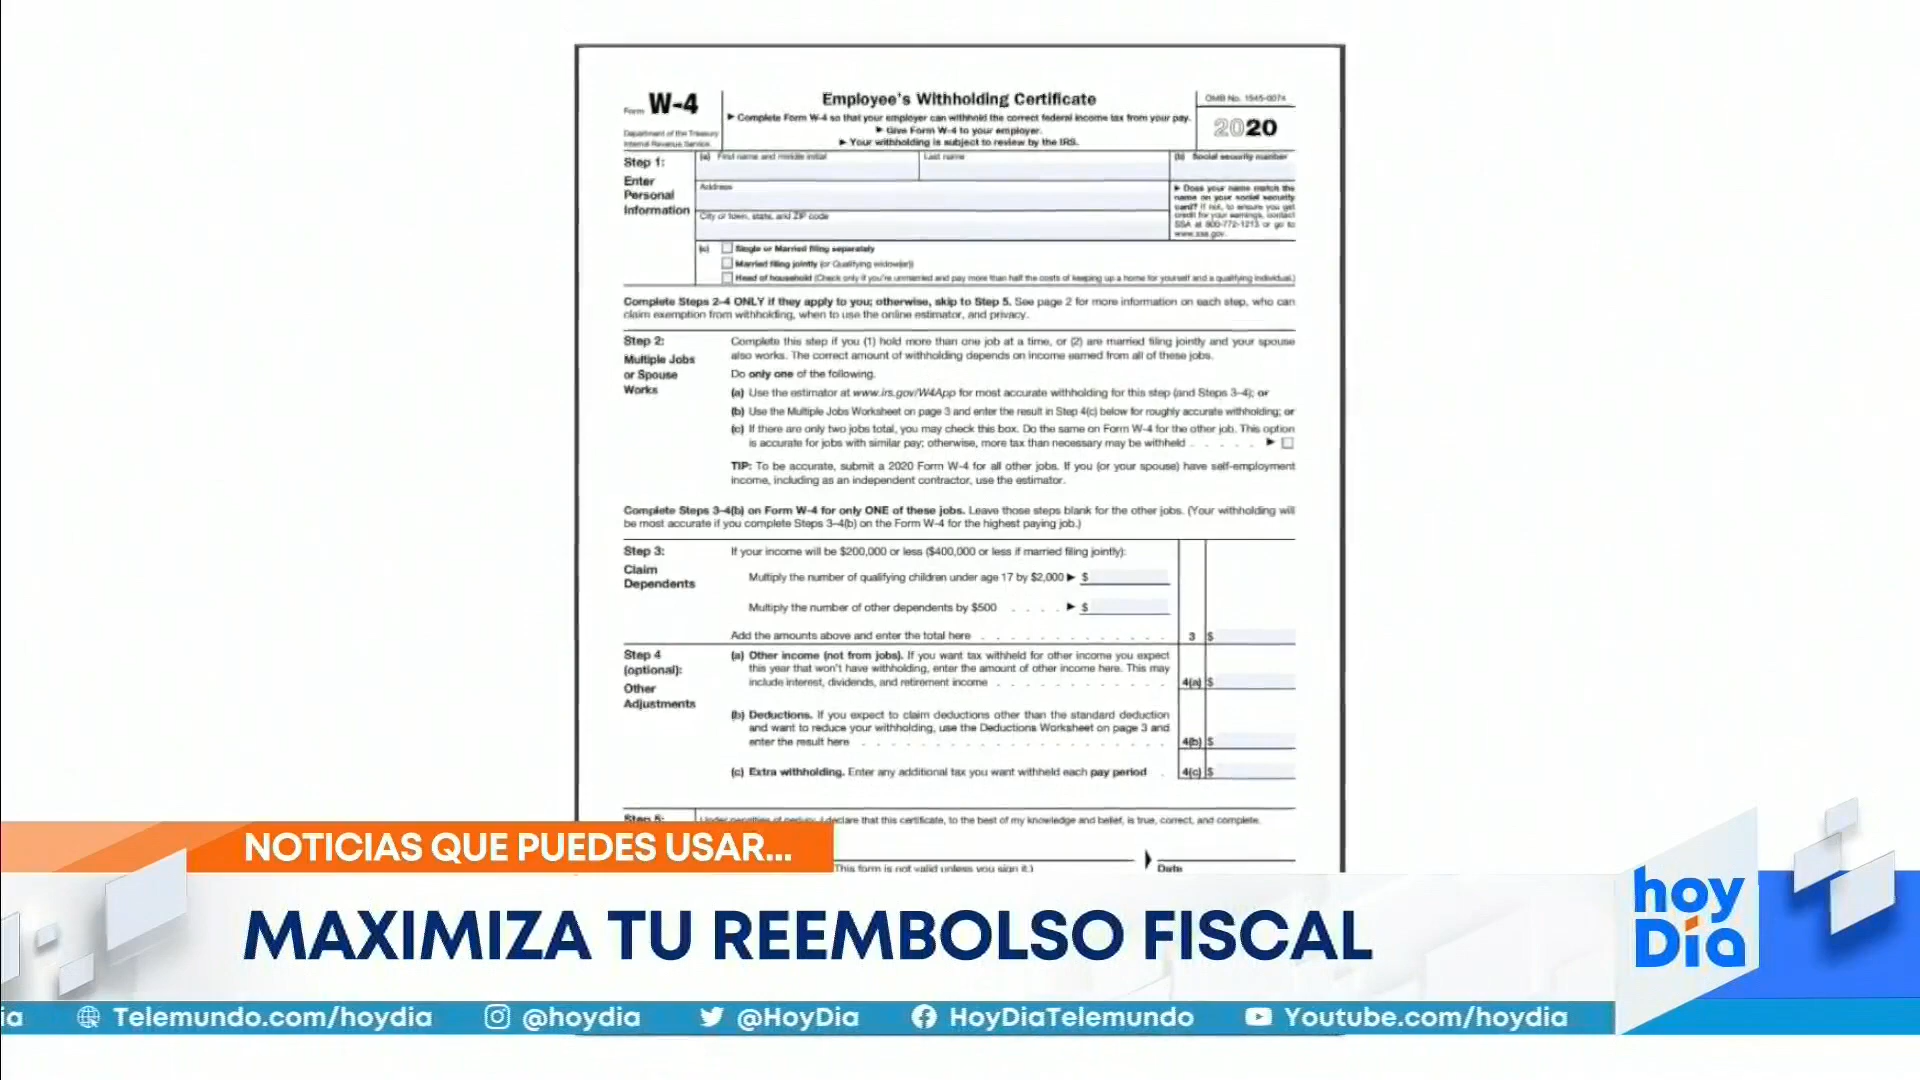 Form W-4
Department of the Treasury
Internal Revenue Service
Employee's Withholding Certificate
▶ Complete Form W-4 so that your employer can withhold the correct federal income tax from your pay.
▶ Give Form W-4 to your employer.
▶ Your withholding is subject to review by the IRS.
OMB No. 1545-0074
2020
Step 1:
Enter
Personal
Information
(a) First name and middle initial
Last name
(b) Social security number
Address
City or town, state, and ZIP code
▶ Does your name match the
name on your social security
card? If not, to ensure you get
credit for your earnings, contact
SSA at 800-772-1213 or go to
www.ssa.gov.
(c) Single or Married filing separately
Married filing jointly (or Qualifying widow(er))
Head of household (Check only if you're unmarried and pay more than half the costs of keeping up a home for yourself and a qualifying individual.)
Complete Steps 2–4 ONLY if they apply to you; otherwise, skip to Step 5. See page 2 for more information on each step, who can
claim exemption from withholding, when to use the online estimator, and privacy.
Step 2:
Multiple Jobs
or Spouse
Works
Complete this step if you (1) hold more than one job at a time, or (2) are married filing jointly and your spouse
also works. The correct amount of withholding depends on income earned from all of these jobs.
Do only one of the following.
(a) Use the estimator at www.irs.gov/W4App for most accurate withholding for this step (and Steps 3–4); or
(b) Use the Multiple Jobs Worksheet on page 3 and enter the result in Step 4(c) below for roughly accurate withholding; or
(c) If there are only two jobs total, you may check this box. Do the same on Form W-4 for the other job. This option
is accurate for jobs with similar pay; otherwise, more tax than necessary may be withheld . . . . . ▶
TIP: To be accurate, submit a 2020 Form W-4 for all other jobs. If you (or your spouse) have self-employment
income, including as an independent contractor, use the estimator.
Complete Steps 3–4(b) on Form W-4 for only ONE of these jobs. Leave those steps blank for the other jobs. (Your withholding will
be most accurate if you complete Steps 3–4(b) on the Form W-4 for the highest paying job.)
Step 3:
Claim
Dependents
If your income will be $200,000 or less ($400,000 or less if married filing jointly):
Multiply the number of qualifying children under age 17 by $2,000 ▶ $
Multiply the number of other dependents by $500 . . . . ▶ $
Add the amounts above and enter the total here . . . . . . . . . . . . . 3 $
Step 4
(optional):
Other
Adjustments
(a) Other income (not from jobs). If you want tax withheld for other income you expect
this year that won't have withholding, enter the amount of other income here. This may
include interest, dividends, and retirement income . . . . . . . . . . . . 4(a) $
(b) Deductions. If you expect to claim deductions other than the standard deduction
and want to reduce your withholding, use the Deductions Worksheet on page 3 and
enter the result here . . . . . . . . . . . . . . . . . . . . . 4(b) $
(c) Extra withholding. Enter any additional tax you want withheld each pay period . 4(c) $
Step 5:
Under penalties of perjury, I declare that this certificate, to the best of my knowledge and belief, is true, correct, and complete.
This form is not valid unless you sign it.)
Date
NOTICIAS QUE PUEDES USAR...
MAXIMIZA TU REEMBOLSO FISCAL
hoy
Día
ia Telemundo.com/hoydia @hoydia @HoyDia HoyDiaTelemundo Youtube.com/hoydia